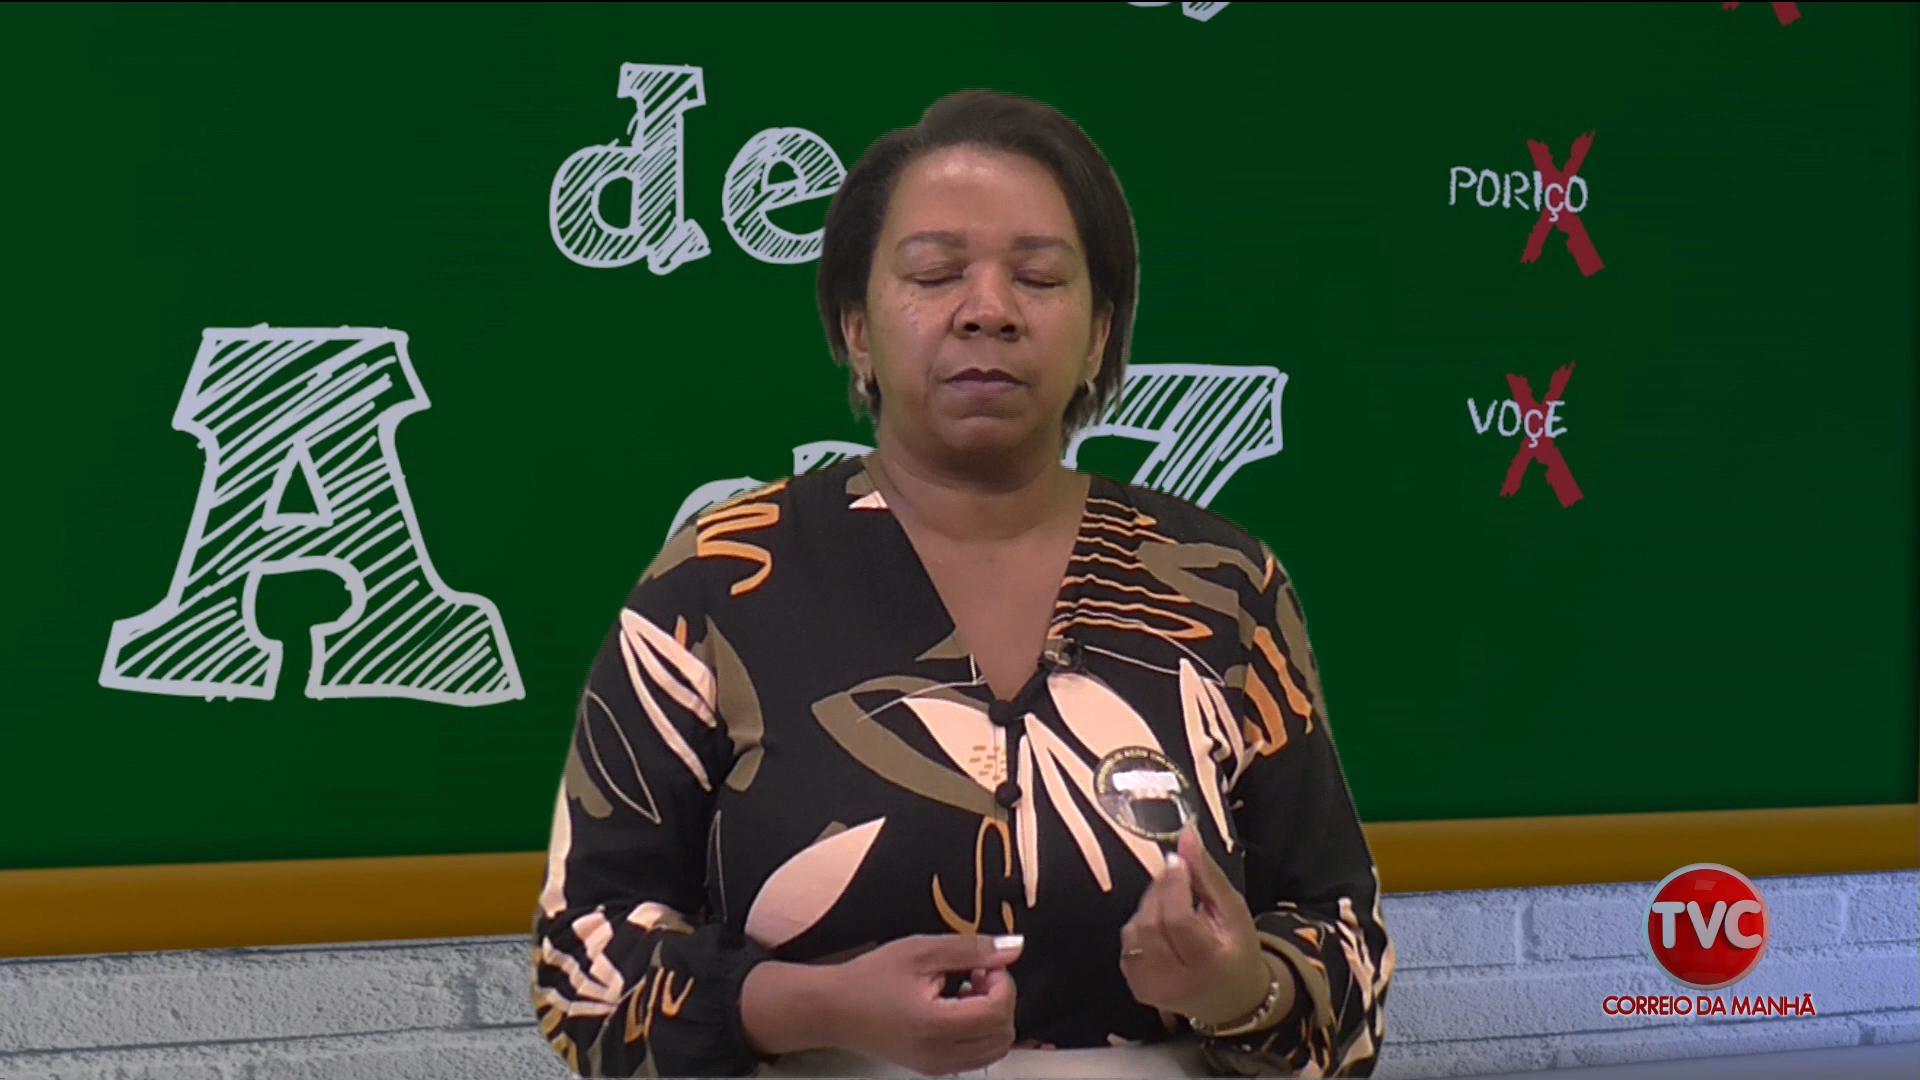 de
PORIÇO
A a Z
VOÇE
TVC
CORREIO DA MANHÃ